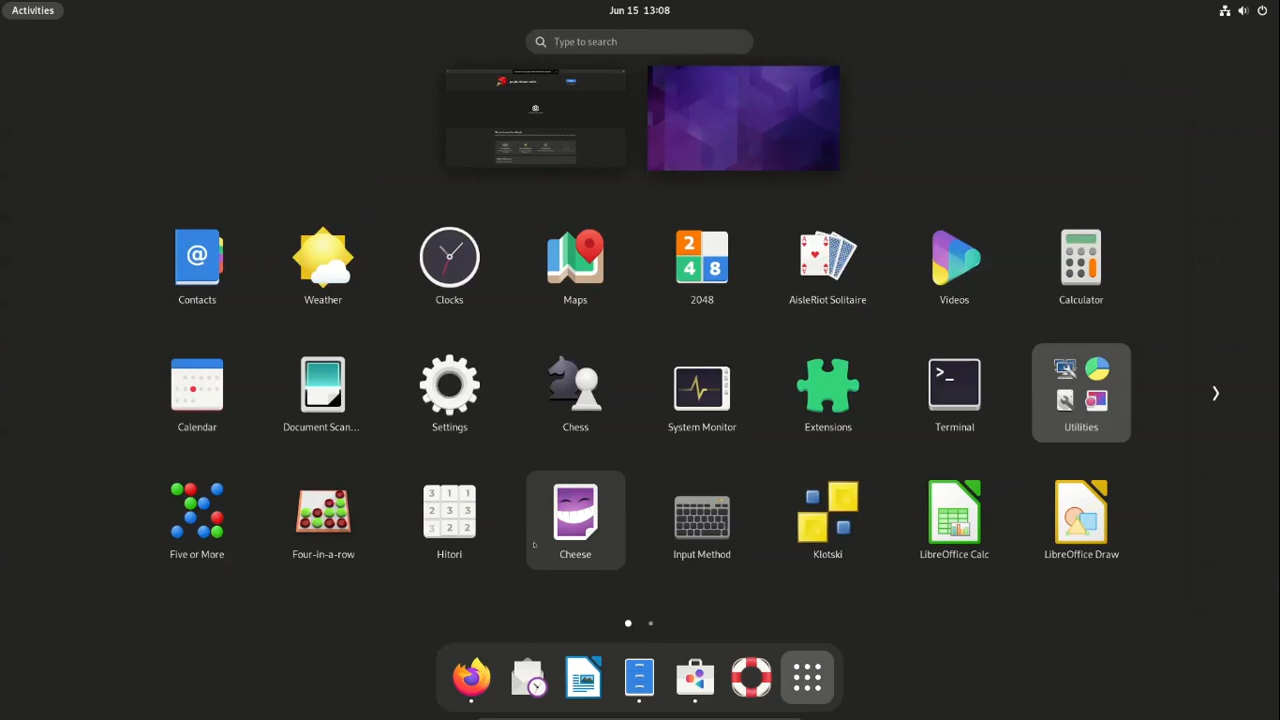 Activities
Jun 15 13:08
Type to search
Contacts
Weather
Clocks
Maps
2048
AisleRiot Solitaire
Videos
Calculator
Calendar
Document Scan...
Settings
Chess
System Monitor
Extensions
Terminal
Utilities
Five or More
Four-in-a-row
Hitori
Cheese
Input Method
Klotski
LibreOffice Calc
LibreOffice Draw